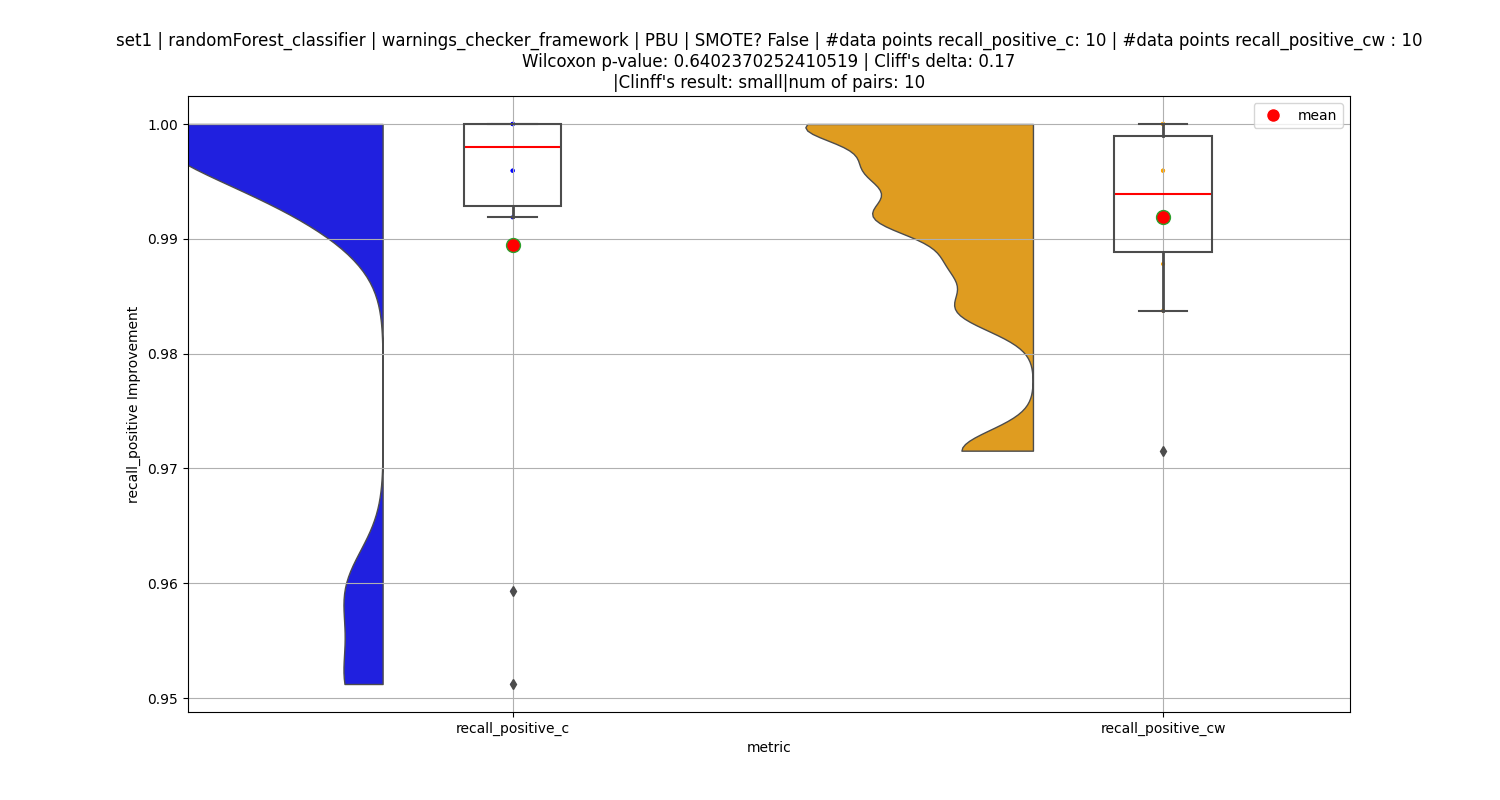 set1 | randomForest_classifier | warnings_checker_framework | PBU | SMOTE? False | #data points recall_positive_c: 10 | #data points recall_positive_cw : 10
Wilcoxon p-value: 0.6402370252410519 | Cliff's delta: 0.17
|Clinff's result: small|num of pairs: 10
mean
1.00
0.99
0.98
0.97
0.96
0.95
recall_positive Improvement
recall_positive_c
recall_positive_cw
metric